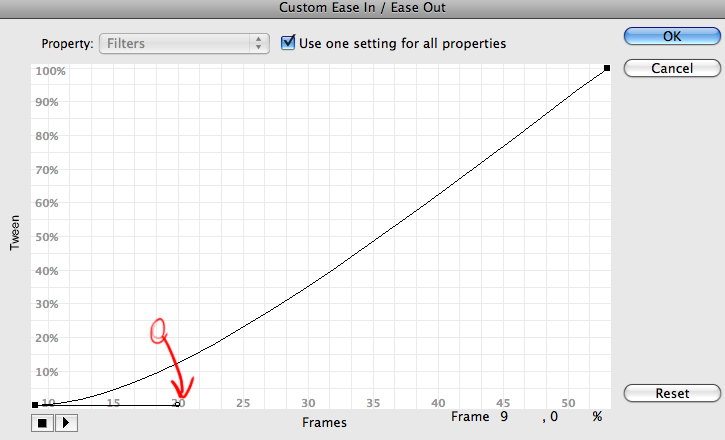 Custom Ease In / Ease Out
Property: Filters Use one setting for all properties
OK
Cancel
100%
90%
80%
70%
60%
50%
40%
30%
20%
10%
Tween
10 15 20 25 30 35 40 45 50
Frames
Frame 9 , 0 %
Reset